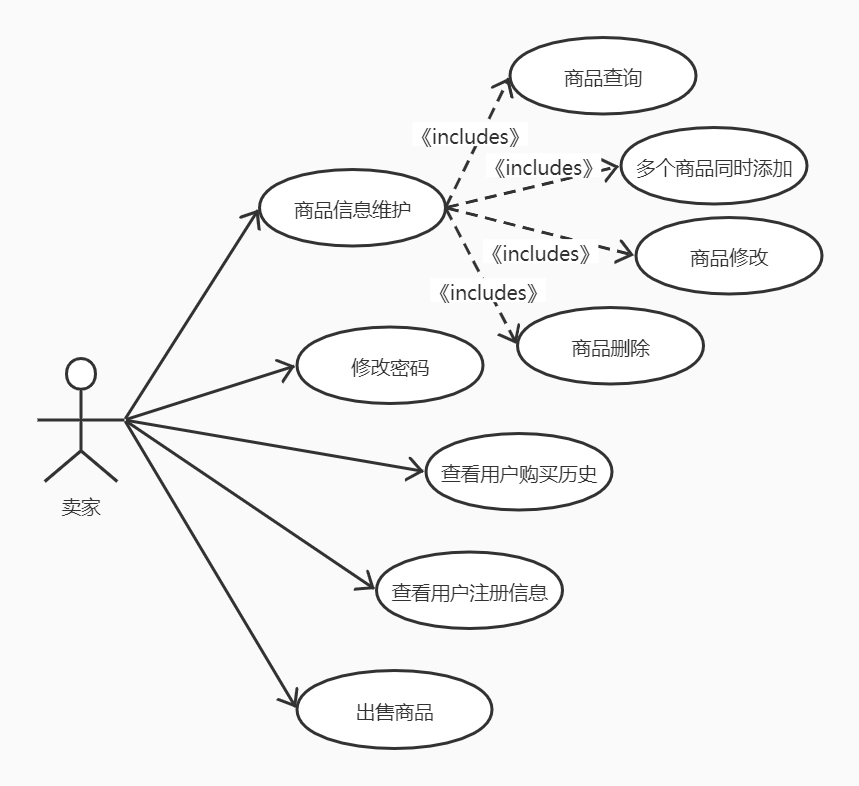 商品查询
《includes》
《includes》
多个商品同时添加
商品信息维护
《includes》
商品修改
《includes》
商品删除
修改密码
查看用户购买历史
卖家
查看用户注册信息
出售商品